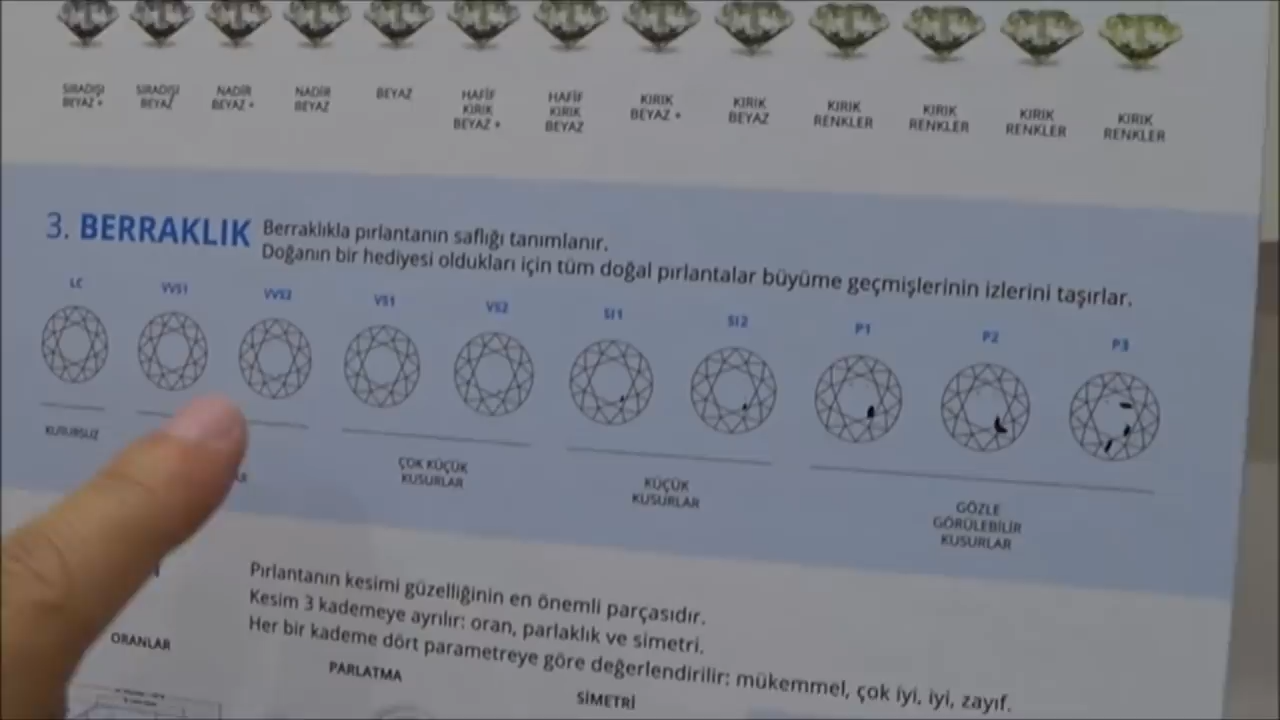 SIRADIŞI BEYAZ +
SIRADIŞI BEYAZ
NADİR BEYAZ +
NADİR BEYAZ
BEYAZ
HAFİF KIRIK BEYAZ +
HAFİF KIRIK BEYAZ
KIRIK BEYAZ +
KIRIK BEYAZ
KIRIK RENKLER
KIRIK RENKLER
KIRIK RENKLER
KIRIK RENKLER
3. BERRAKLIK
Berraklıkla pırlantanın saflığı tanımlanır.
Doğanın bir hediyesi oldukları için tüm doğal pırlantalar büyüme geçmişlerinin izlerini taşırlar.
LC VVS1 VVS2 VS1 VS2 SI1 SI2 P1 P2 P3
KUSURSUZ
ÇOK KÜÇÜK
KUSURLAR
KÜÇÜK
KUSURLAR
GÖZLE
GÖRÜLEBİLİR
KUSURLAR
Pırlantanın kesimi güzelliğinin en önemli parçasıdır.
Kesim 3 kademeye ayrılır: oran, parlaklık ve simetri.
Her bir kademe dört parametreye göre değerlendirilir: mükemmel, çok iyi, iyi, zayıf.
ORANLAR
PARLATMA
SİMETRİ